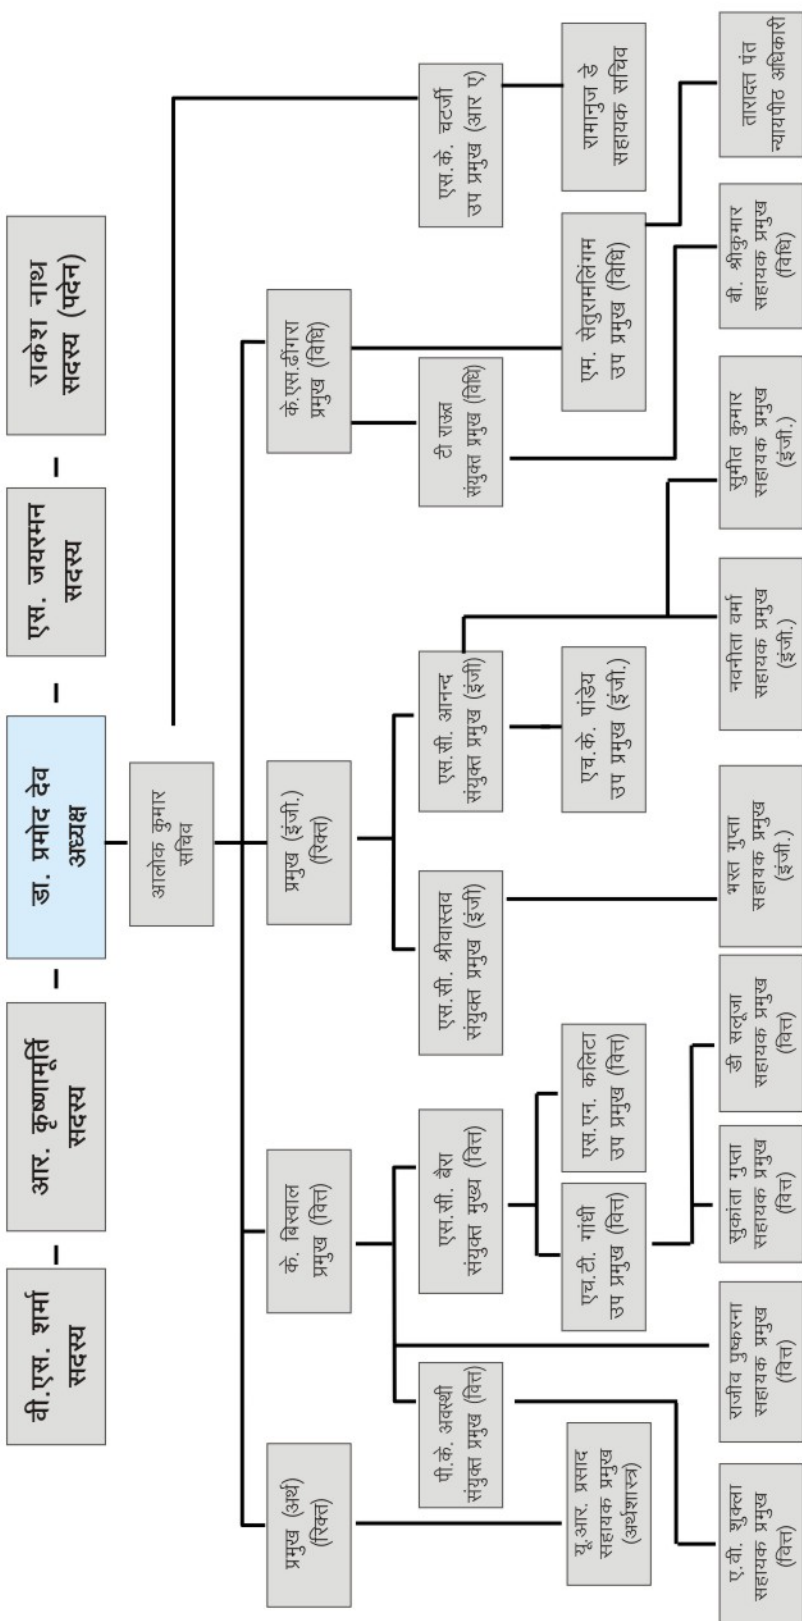 वी.एस. शर्मा
सदस्य
आर. कृष्णामूर्ति
सदस्य
डा. प्रमोद देव
अध्यक्ष
एस. जयरमन
सदस्य
राकेश नाथ
सदस्य (पदेन)
आलोक कुमार
सचिव
प्रमुख (अर्थ)
(रिक्त)
के. बिस्वाल
प्रमुख (वित्त)
प्रमुख (इंजी.)
(रिक्त)
के.एस.ढींगरा
प्रमुख (विधि)
पी.के. अवस्थी
संयुक्त प्रमुख (वित्त)
एस.सी. बैरा
संयुक्त मुख्य (वित्त)
एस.सी. श्रीवास्तव
संयुक्त प्रमुख (इंजी)
एस.सी. आनन्द
संयुक्त प्रमुख (इंजी)
टी राऊत
संयुक्त प्रमुख (विधि)
एस.के. चटर्जी
उप प्रमुख (आर ए)
यू.आर. प्रसाद
सहायक प्रमुख
(अर्थशास्त्र)
एच.टी. गांधी
उप प्रमुख (वित्त)
एस.एन. कलिटा
उप प्रमुख (वित्त)
एच.के. पांडेय
उप प्रमुख (इंजी.)
एम. सेतुरामलिंगम
उप प्रमुख (विधि)
रामानुज डे
सहायक सचिव
ए.वी. शुक्ला
सहायक प्रमुख
(वित्त)
राजीव पुष्करना
सहायक प्रमुख
(वित्त)
सुकांता गुप्ता
सहायक प्रमुख
(वित्त)
डी सलूजा
सहायक प्रमुख
(वित्त)
भरत गुप्ता
सहायक प्रमुख
(इंजी.)
नवनीता वर्मा
सहायक प्रमुख
(इंजी.)
सुमीत कुमार
सहायक प्रमुख
(इंजी.)
बी. श्रीकुमार
सहायक प्रमुख
(विधि)
तारादत्त पंत
न्यायपीठ अधिकारी